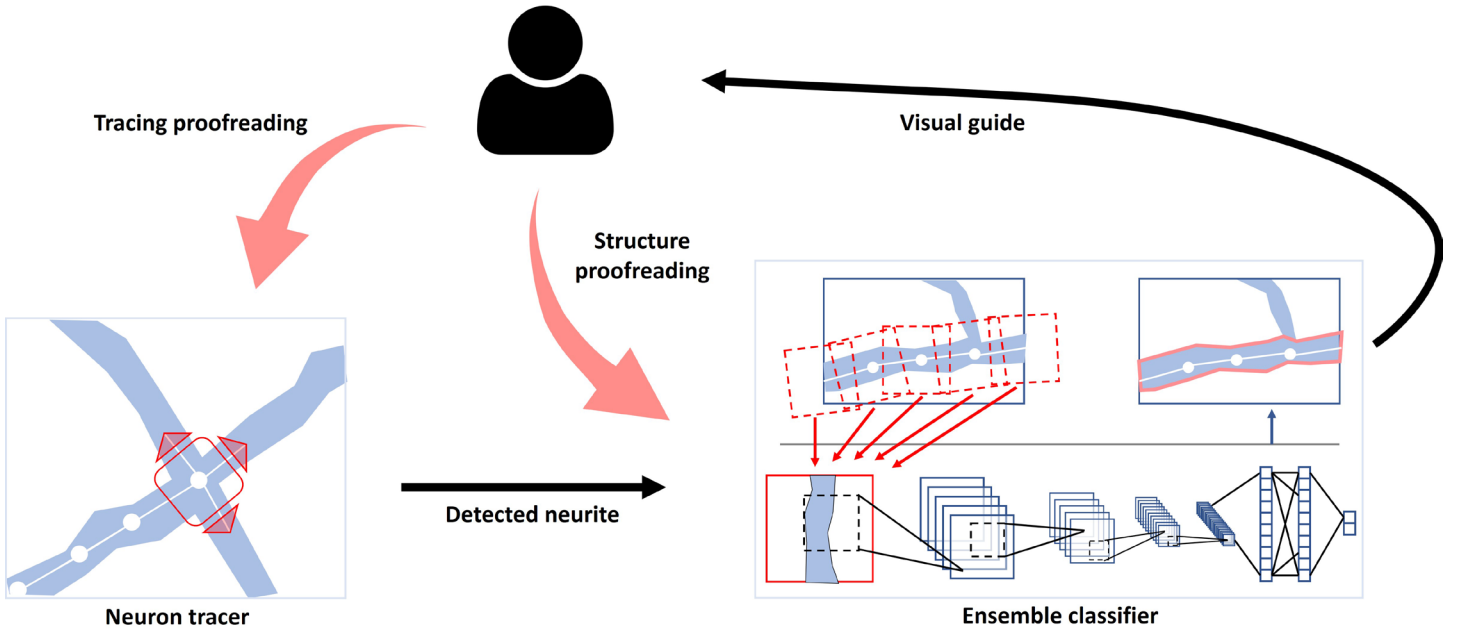 Tracing proofreading
Visual guide
Structure
proofreading
Detected neurite
Neuron tracer
Ensemble classifier